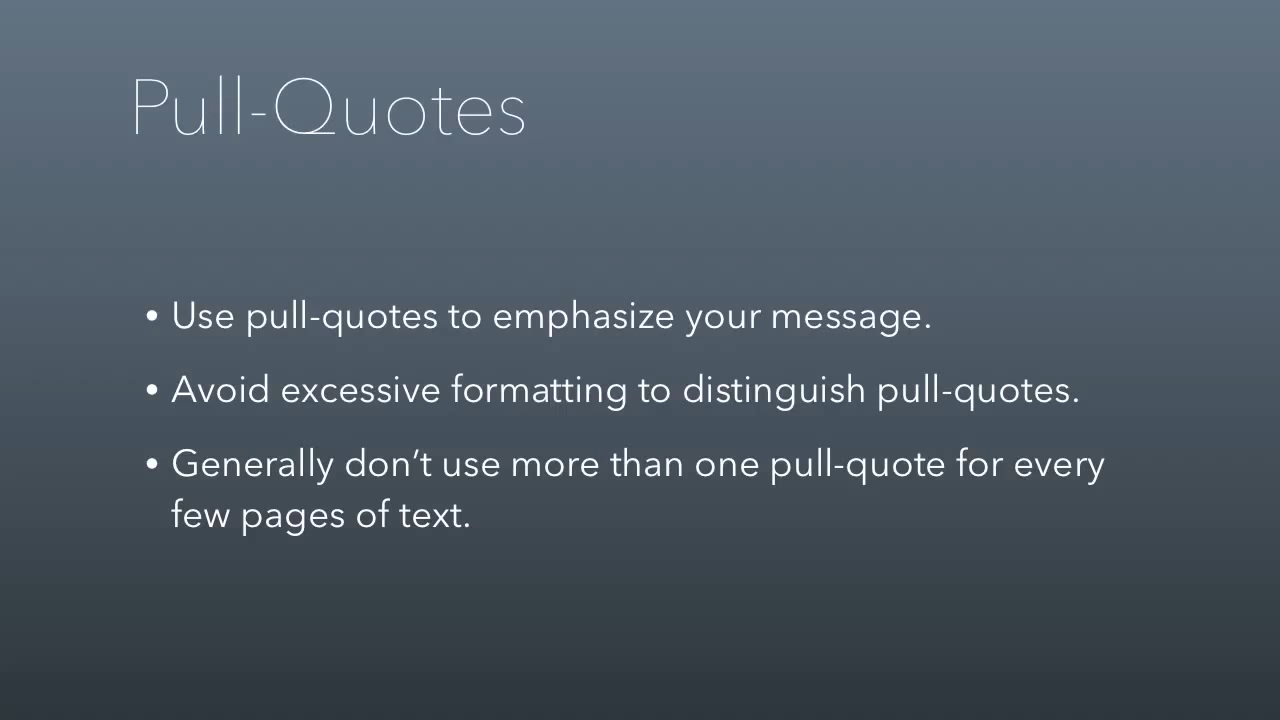 Pull-Quotes
• Use pull-quotes to emphasize your message.
• Avoid excessive formatting to distinguish pull-quotes.
• Generally don’t use more than one pull-quote for every
few pages of text.